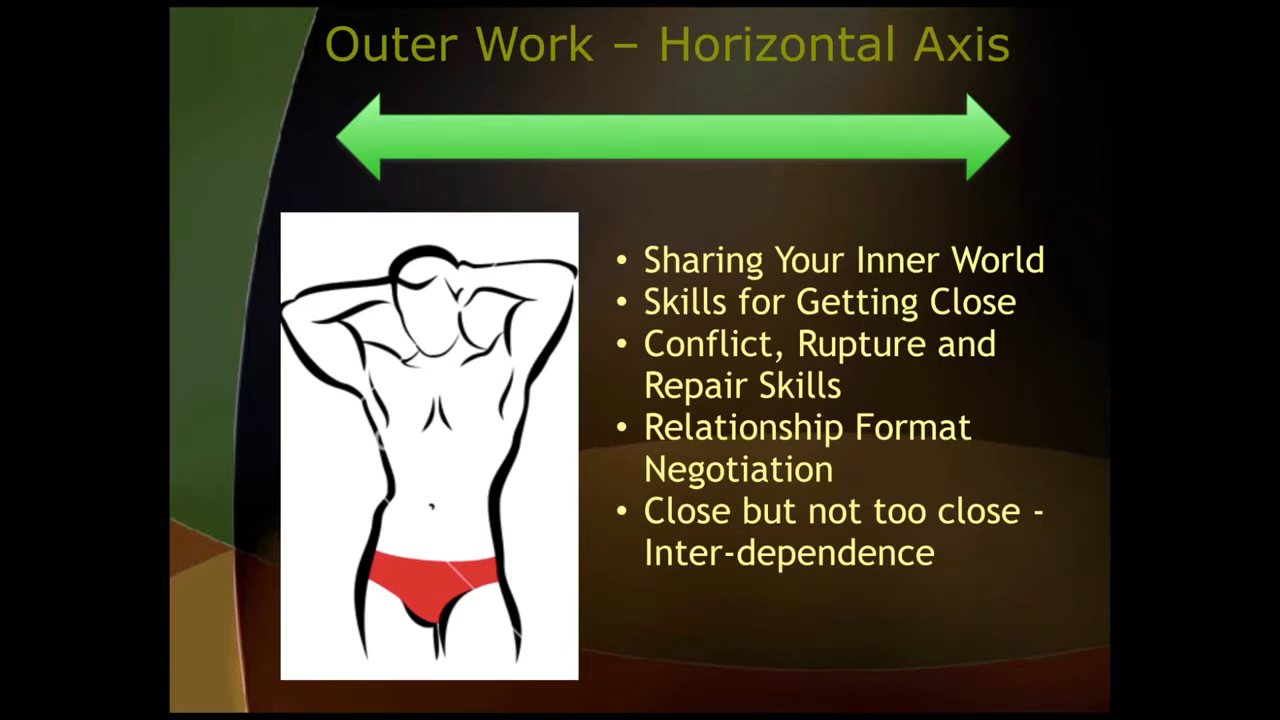 Outer Work – Horizontal Axis
• Sharing Your Inner World
• Skills for Getting Close
• Conflict, Rupture and
Repair Skills
• Relationship Format
Negotiation
• Close but not too close -
Inter-dependence